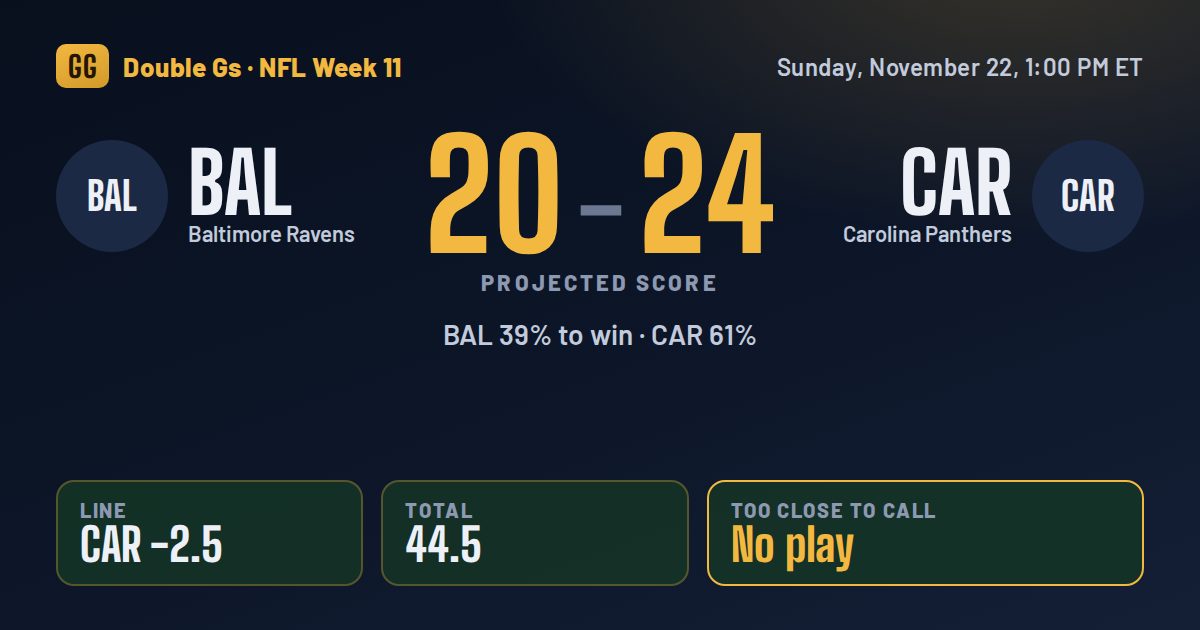 GG
Double Gs · NFL Week 11
Sunday, November 22, 1:00 PM ET
BAL
BAL
Baltimore Ravens
20 – 24
CAR
Carolina Panthers
CAR
PROJECTED SCORE
BAL 39% to win · CAR 61%
LINE
CAR -2.5
TOTAL
44.5
TOO CLOSE TO CALL
No play